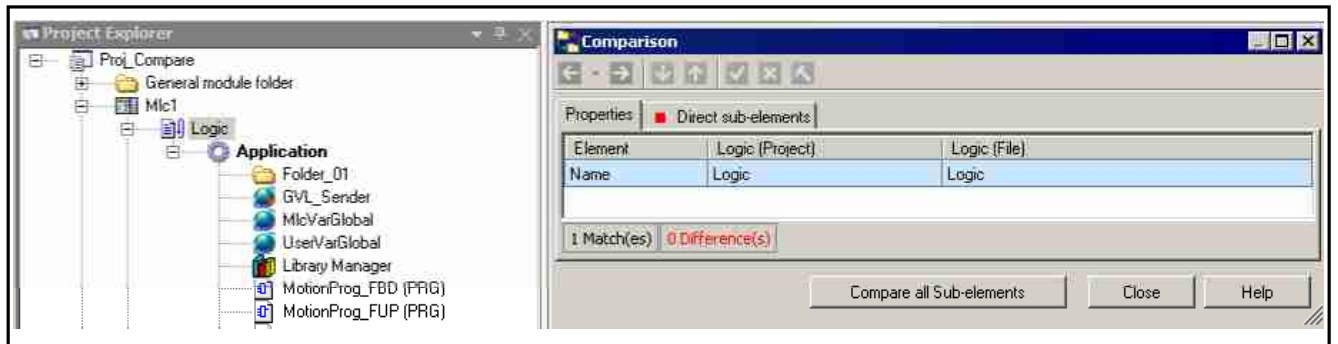 Project Explorer
Proj_Compare
General module folder
Mlc1
Logic
Application
Folder_01
GVL_Sender
MlcVarGlobal
UserVarGlobal
Library Manager
MotionProg_FBD (PRG)
MotionProg_FUP (PRG)
Comparison
Properties Direct sub-elements
Element Logic (Project) Logic (File)
Name Logic Logic
1 Match(es) 0 Difference(s)
Compare all Sub-elements Close Help